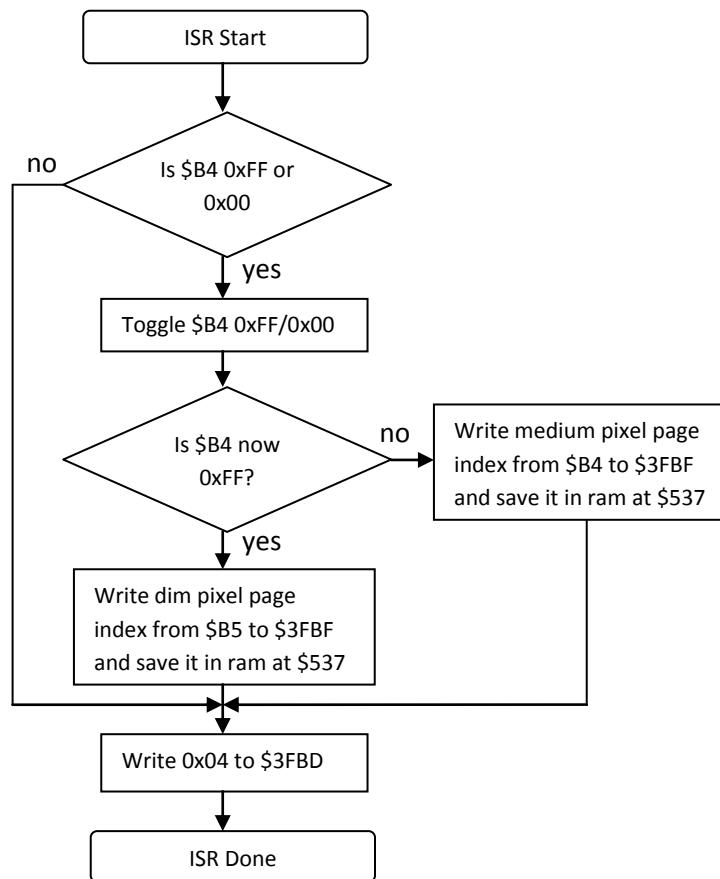 ISR Start
no
Is $B4 0xFF or
0x00
yes
Toggle $B4 0xFF/0x00
Is $B4 now
0xFF?
no
Write medium pixel page
index from $B4 to $3FBF
and save it in ram at $537
yes
Write dim pixel page
index from $B5 to $3FBF
and save it in ram at $537
Write 0x04 to $3FBD
ISR Done